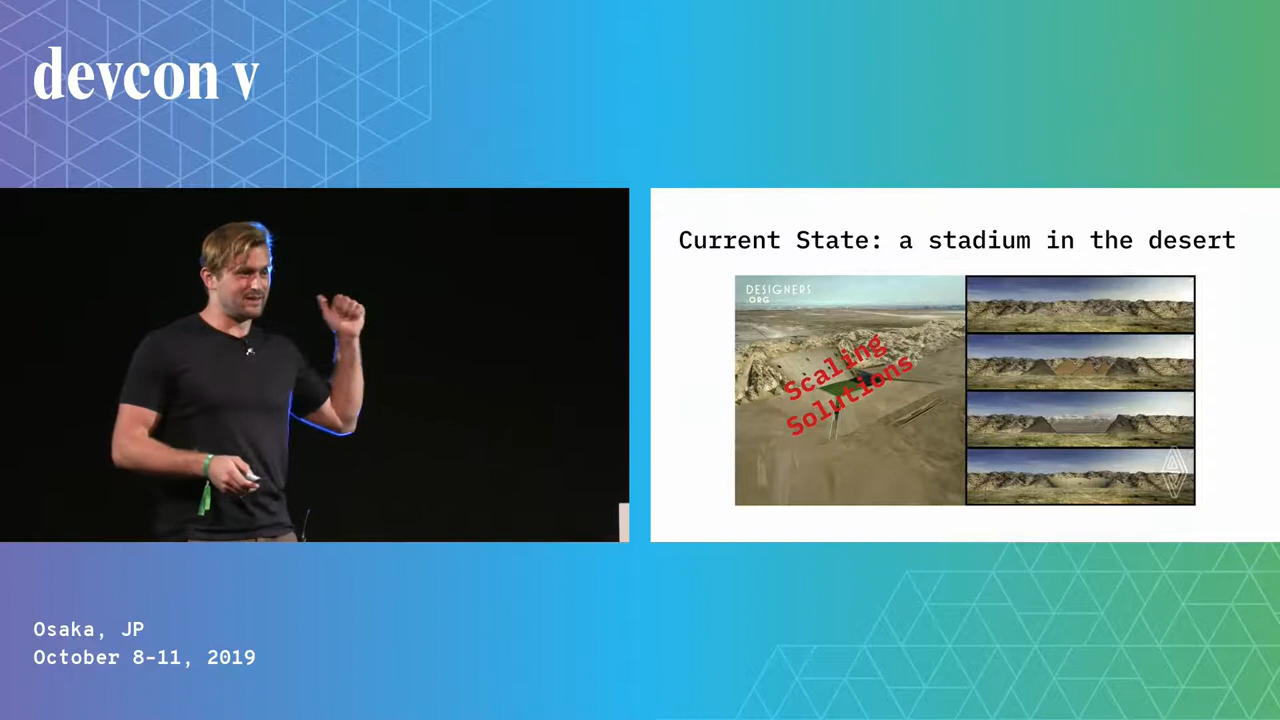 devcon v
Current State: a stadium in the desert
DESIGNERS
.ORG
Scaling
Solutions
Osaka, JP
October 8-11, 2019